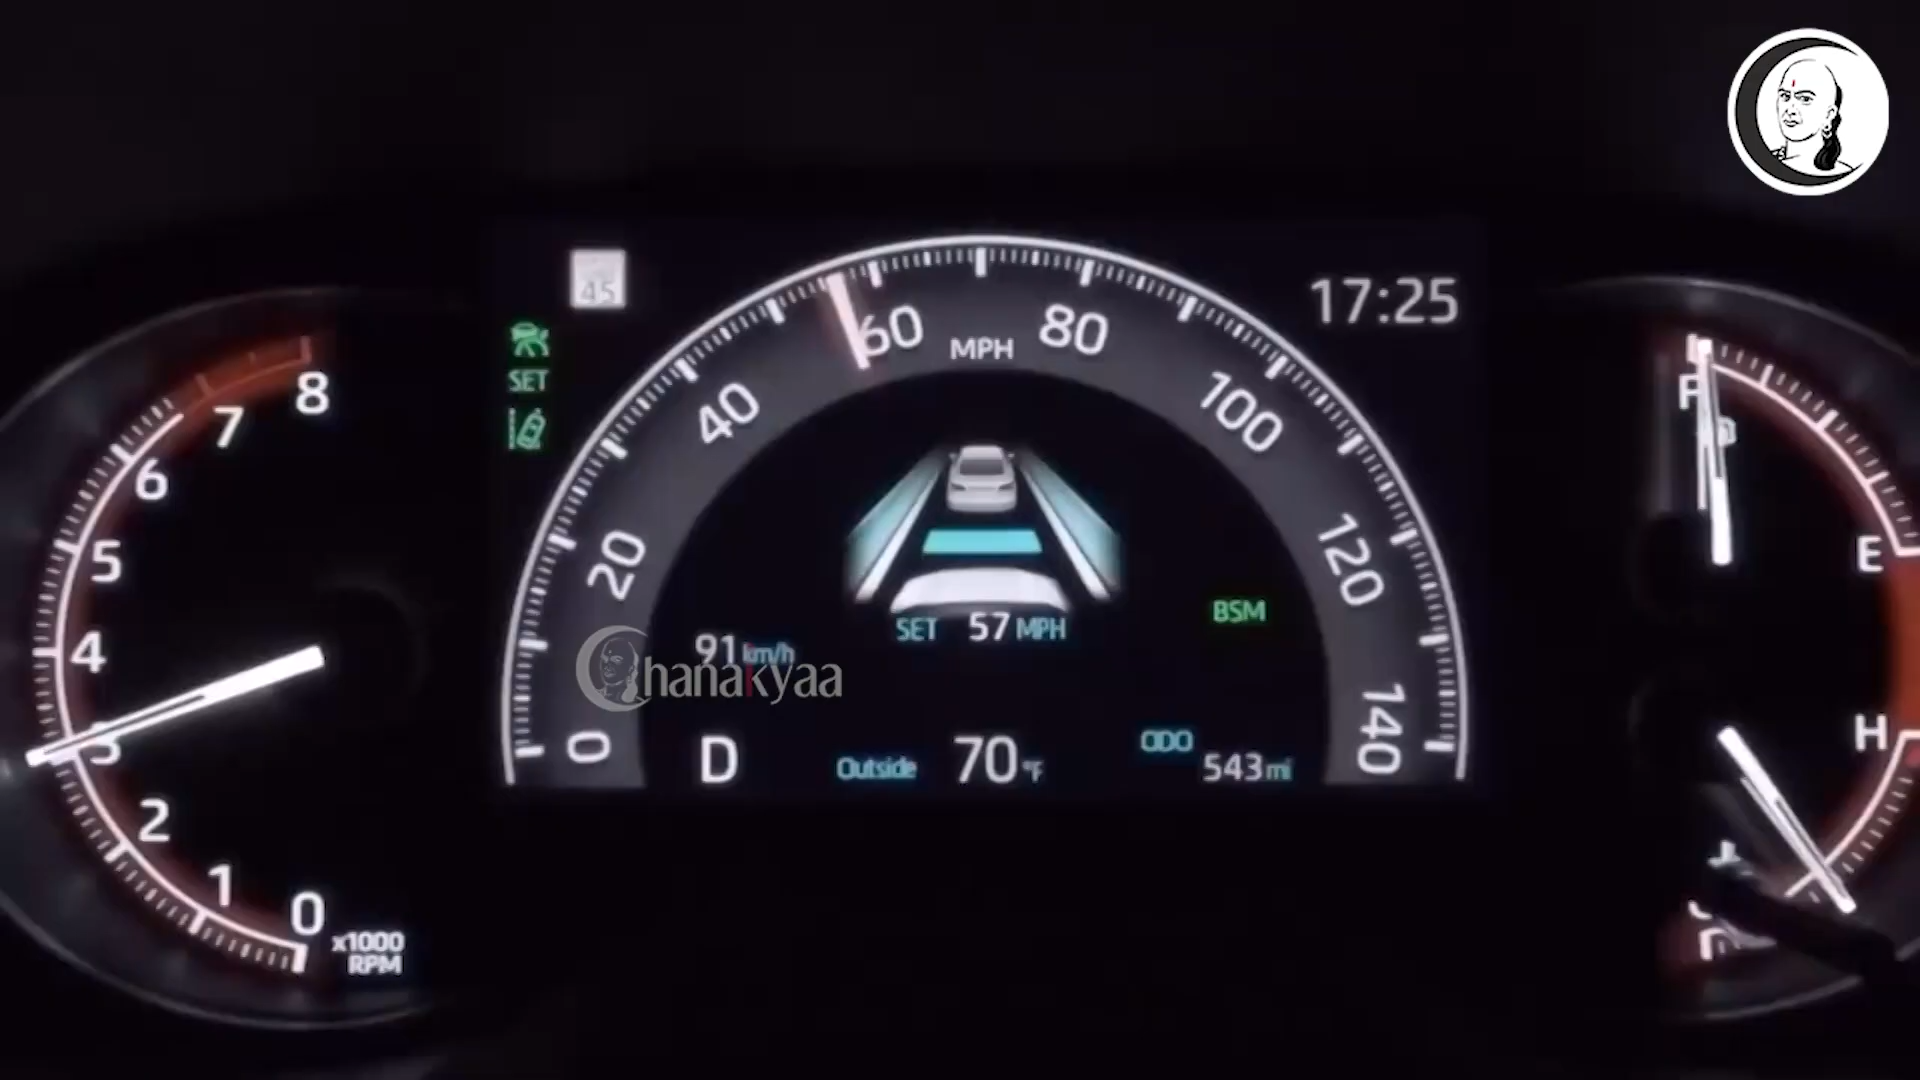 45
17:25
SET
0
20
40
60
80
100
120
140
MPH
8
7
6
5
4
3
2
1
0
x1000
RPM
SET 57 MPH
BSM
91 km/h
Chanakyaa
D
Outside 70 °F
ODO
543 mi
F
E
H